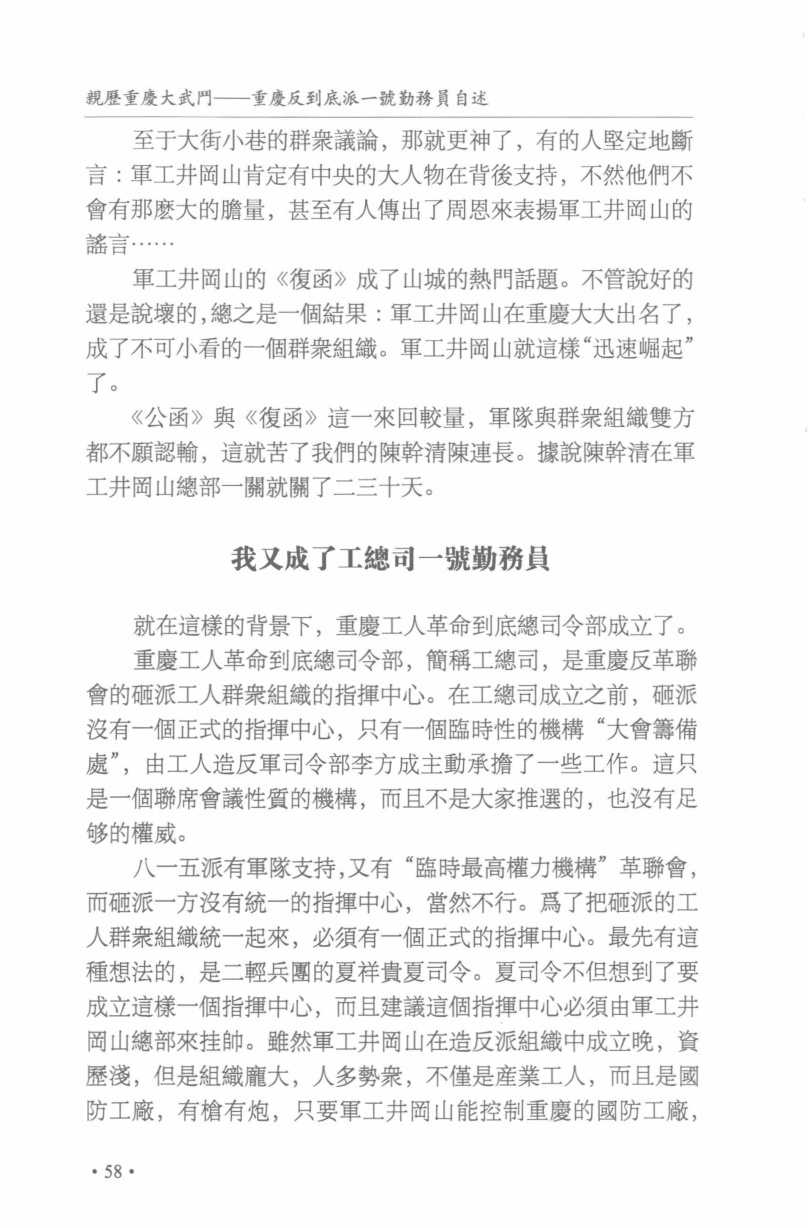 親歷重慶大武鬥——重慶反到底派一號勤務員自述
至于大街小巷的群衆議論，那就更神了，有的人堅定地斷
言：軍工井岡山肯定有中央的大人物在背後支持，不然他們不
會有那麽大的膽量，甚至有人傳出了周恩來表揚軍工井岡山的
謠言……
軍工井岡山的《復函》成了山城的熱門話題。不管說好的
還是說壞的，總之是一個結果：軍工井岡山在重慶大大出名了，
成了不可小看的一個群衆組織。軍工井岡山就這樣“迅速崛起”
了。
《公函》與《復函》這一來回較量，軍隊與群衆組織雙方
都不願認輸，這就苦了我們的陳幹清陳連長。據說陳幹清在軍
工井岡山總部一關就關了二三十天。
我又成了工總司一號勤務員
就在這樣的背景下，重慶工人革命到底總司令部成立了。
重慶工人革命到底總司令部，簡稱工總司，是重慶反革聯
會的砸派工人群衆組織的指揮中心。在工總司成立之前，砸派
沒有一個正式的指揮中心，只有一個臨時性的機構“大會籌備
處”，由工人造反軍司令部李方成主動承擔了一些工作。這只
是一個聯席會議性質的機構，而且不是大家推選的，也沒有足
够的權威。
八一五派有軍隊支持，又有“臨時最高權力機構”革聯會，
而砸派一方沒有統一的指揮中心，當然不行。爲了把砸派的工
人群衆組織統一起來，必須有一個正式的指揮中心。最先有這
種想法的，是二輕兵團的夏祥貴夏司令。夏司令不但想到了要
成立這樣一個指揮中心，而且建議這個指揮中心必須由軍工井
岡山總部來挂帥。雖然軍工井岡山在造反派組織中成立晚，資
歷淺，但是組織龐大，人多勢衆，不僅是産業工人，而且是國
防工廠，有槍有炮，只要軍工井岡山能控制重慶的國防工廠，
• 58 •